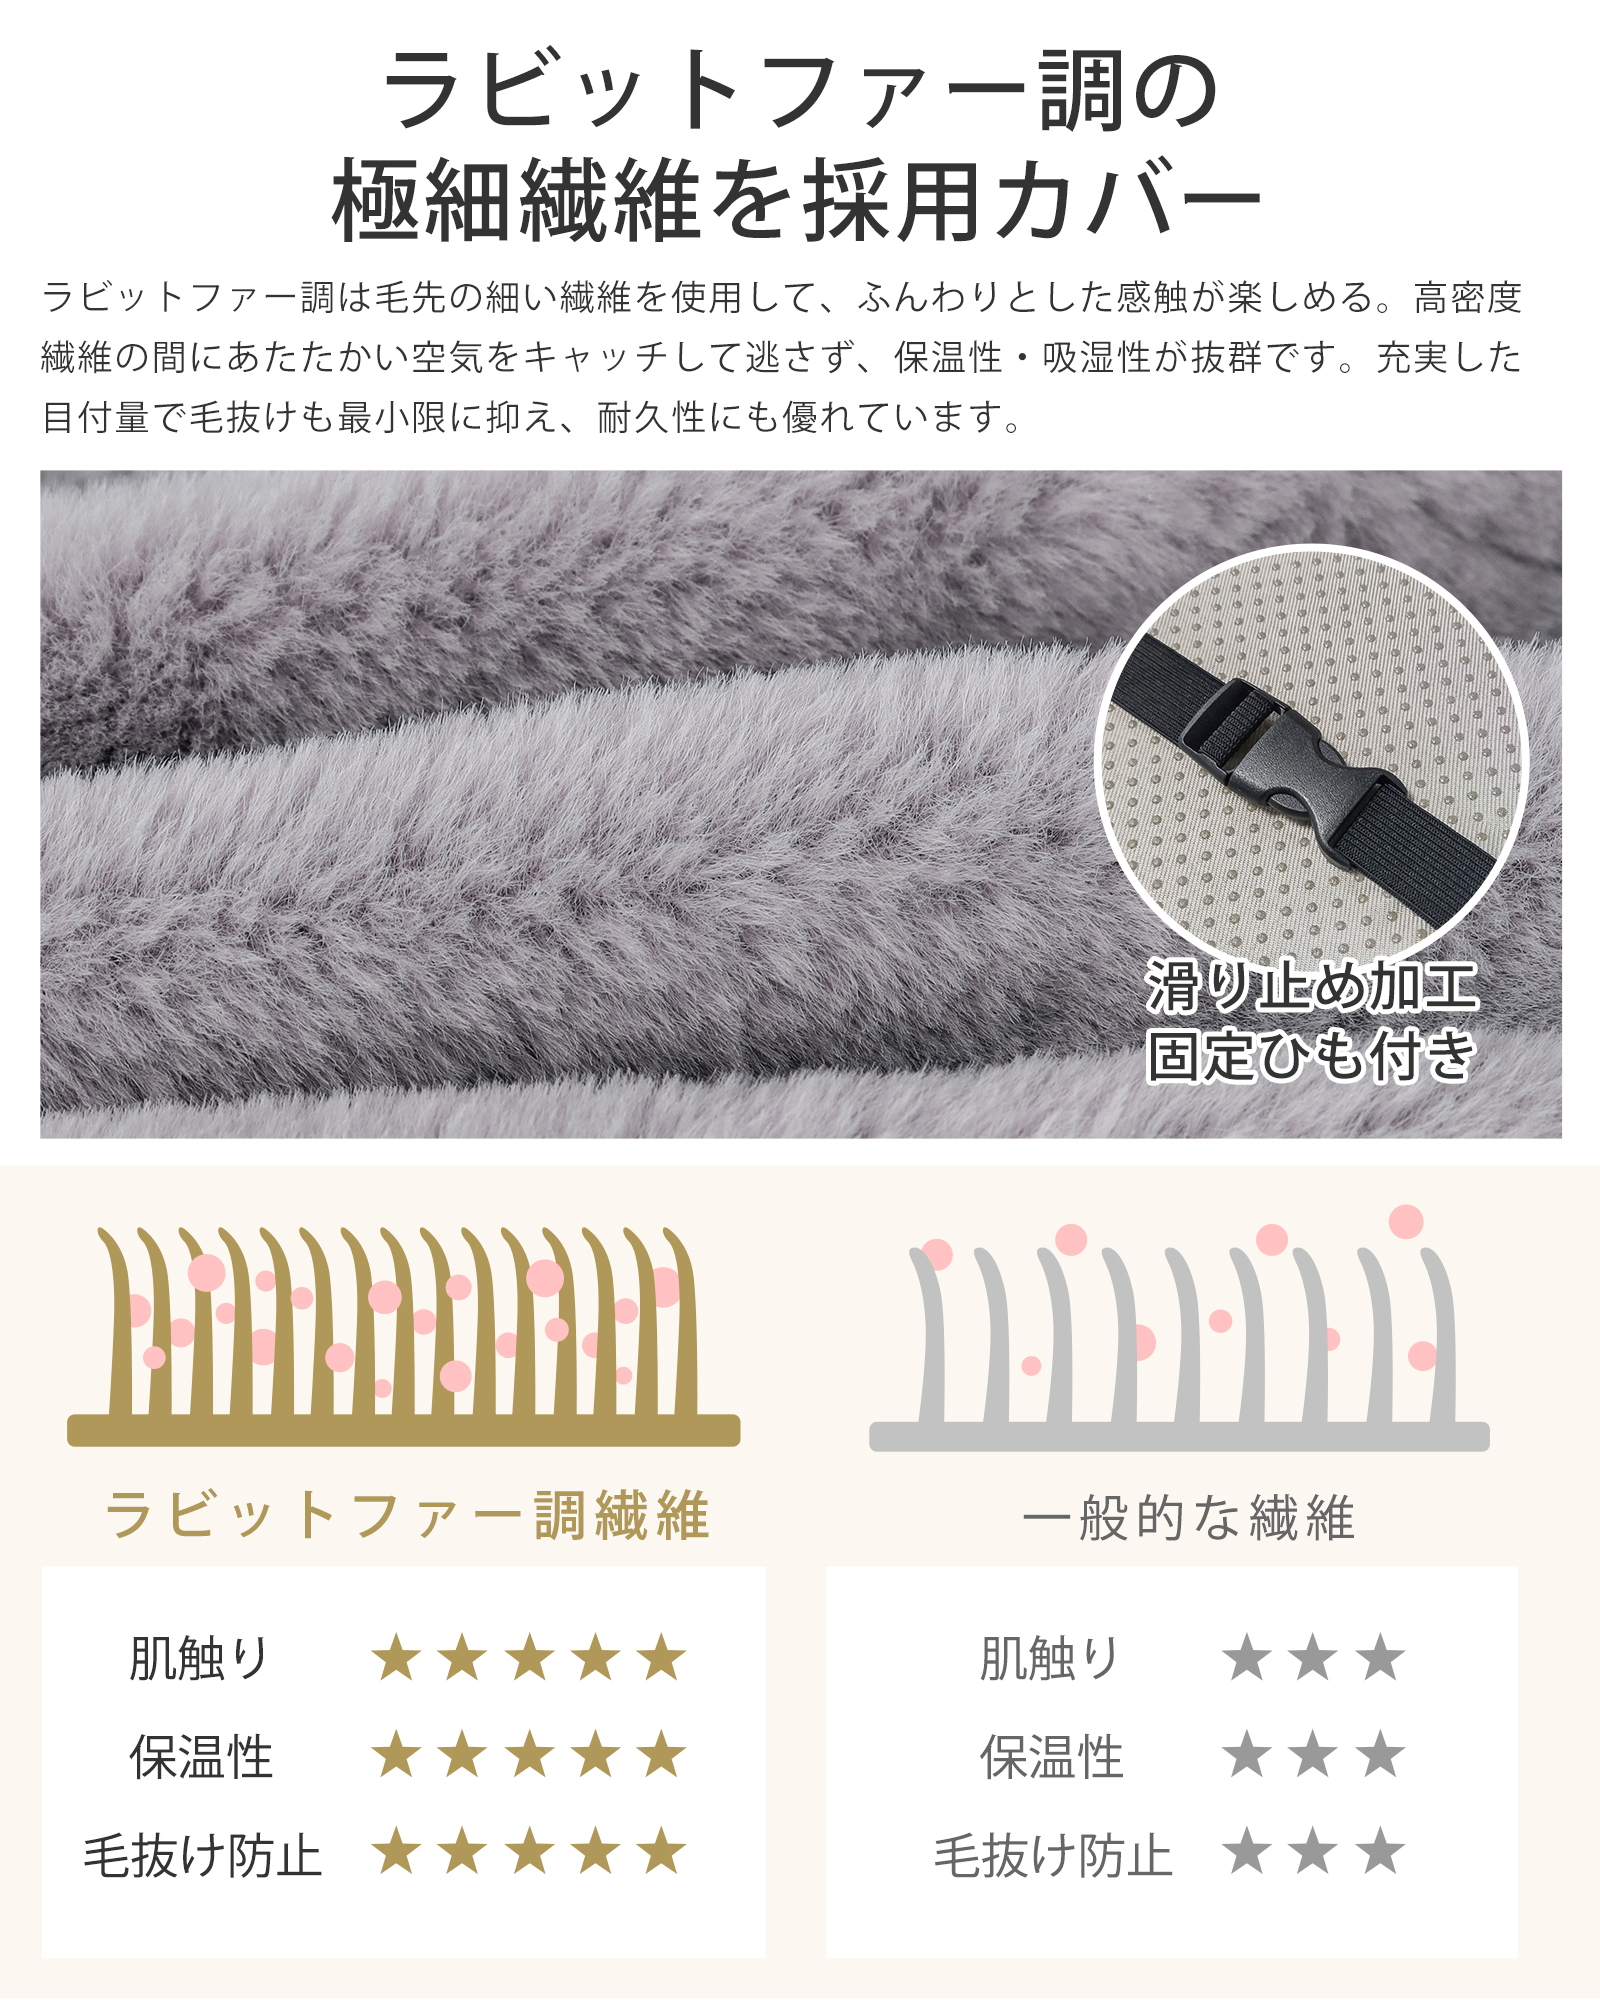 ラビットファー調の
極細繊維を採用カバー
ラビットファー調は毛先の細い繊維を使用して、ふんわりとした感触が楽しめる。高密度
繊維の間にあたたかい空気をキャッチして逃さず、保温性・吸湿性が抜群です。充実した
目付量で毛抜けも最小限に抑え、耐久性にも優れています。
滑り止め加工
固定ひも付き
ラビットファー調繊維
一般的な繊維
肌触り ★★★★★
保温性 ★★★★★
毛抜け防止 ★★★★★
肌触り ★★★
保温性 ★★★
毛抜け防止 ★★★